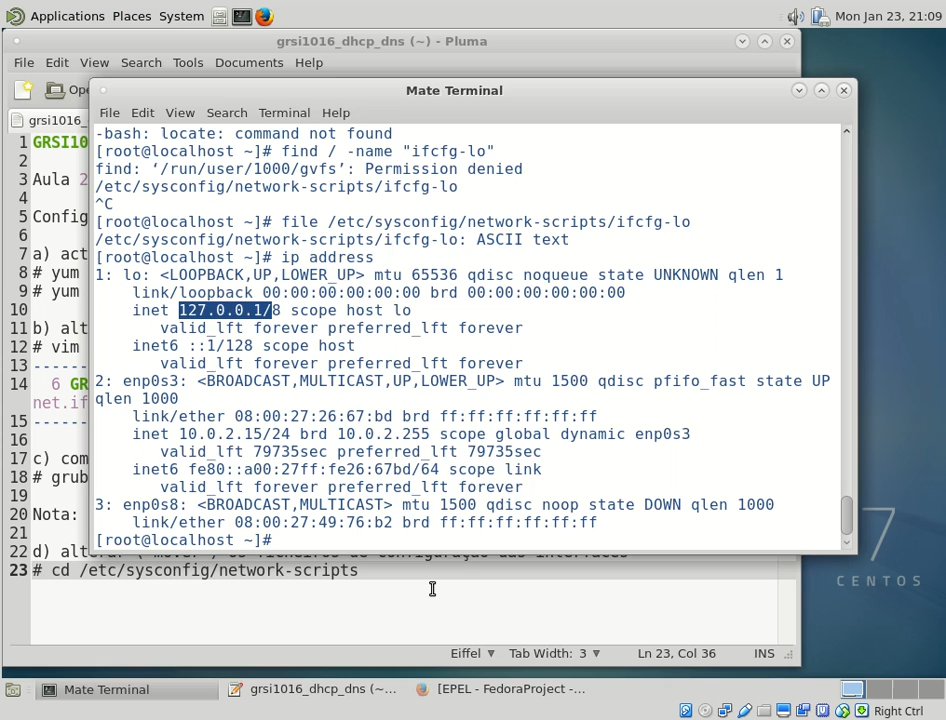 Applications Places System
Mon Jan 23, 21:09
grsi1016_dhcp_dns (~) - Pluma
File Edit View Search Tools Documents Help
Mate Terminal
File Edit View Search Terminal Help
-bash: locate: command not found
[root@localhost ~]# find / -name "ifcfg-lo"
find: ‘/run/user/1000/gvfs’: Permission denied
/etc/sysconfig/network-scripts/ifcfg-lo
^C
[root@localhost ~]# file /etc/sysconfig/network-scripts/ifcfg-lo
/etc/sysconfig/network-scripts/ifcfg-lo: ASCII text
[root@localhost ~]# ip address
1: lo: <LOOPBACK,UP,LOWER_UP> mtu 65536 qdisc noqueue state UNKNOWN qlen 1
link/loopback 00:00:00:00:00:00 brd 00:00:00:00:00:00
inet 127.0.0.1/8 scope host lo
valid_lft forever preferred_lft forever
inet6 ::1/128 scope host
valid_lft forever preferred_lft forever
2: enp0s3: <BROADCAST,MULTICAST,UP,LOWER_UP> mtu 1500 qdisc pfifo_fast state UP
qlen 1000
link/ether 08:00:27:26:67:bd brd ff:ff:ff:ff:ff:ff
inet 10.0.2.15/24 brd 10.0.2.255 scope global dynamic enp0s3
valid_lft 79735sec preferred_lft 79735sec
inet6 fe80::a00:27ff:fe26:67bd/64 scope link
valid_lft forever preferred_lft forever
3: enp0s8: <BROADCAST,MULTICAST> mtu 1500 qdisc noop state DOWN qlen 1000
link/ether 08:00:27:49:76:b2 brd ff:ff:ff:ff:ff:ff
[root@localhost ~]#
Ope
grsi1016_
1 GRSI10
2
3 Aula 2
4
5 Config
6
7 a) act
8 # yum
9 # yum
10
11 b) alt
12 # vim
13 ------
14 6 GR
net.if
15 ------
16
17 c) com
18 # grub
19
20 Nota:
21
22 d) alt
23 # cd /etc/sysconfig/network-scripts
Eiffel Tab Width: 3 Ln 23, Col 36 INS
7
CENTOS
Mate Terminal
grsi1016_dhcp_dns (~...
[EPEL - FedoraProject -...
Right Ctrl